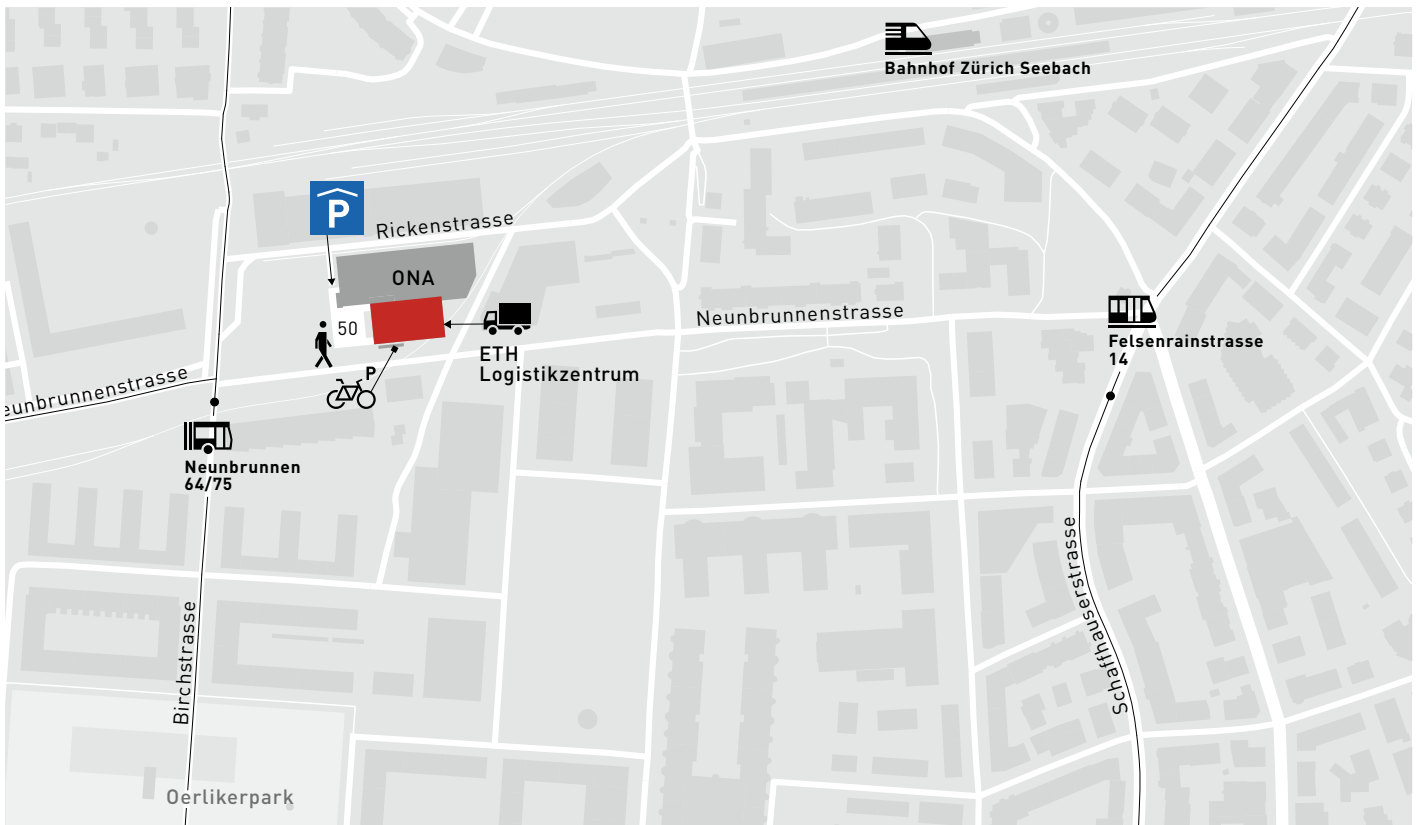 Bahnhof Zürich Seebach
P
Rickenstrasse
ONA
50
Neunbrunnenstrasse
ETH
Logistikzentrum
Felsenrainstrasse
14
P
eunbrunnenstrasse
Neunbrunnen
64/75
Birchstrasse
Schaffhauserstrasse
Oerlikerpark